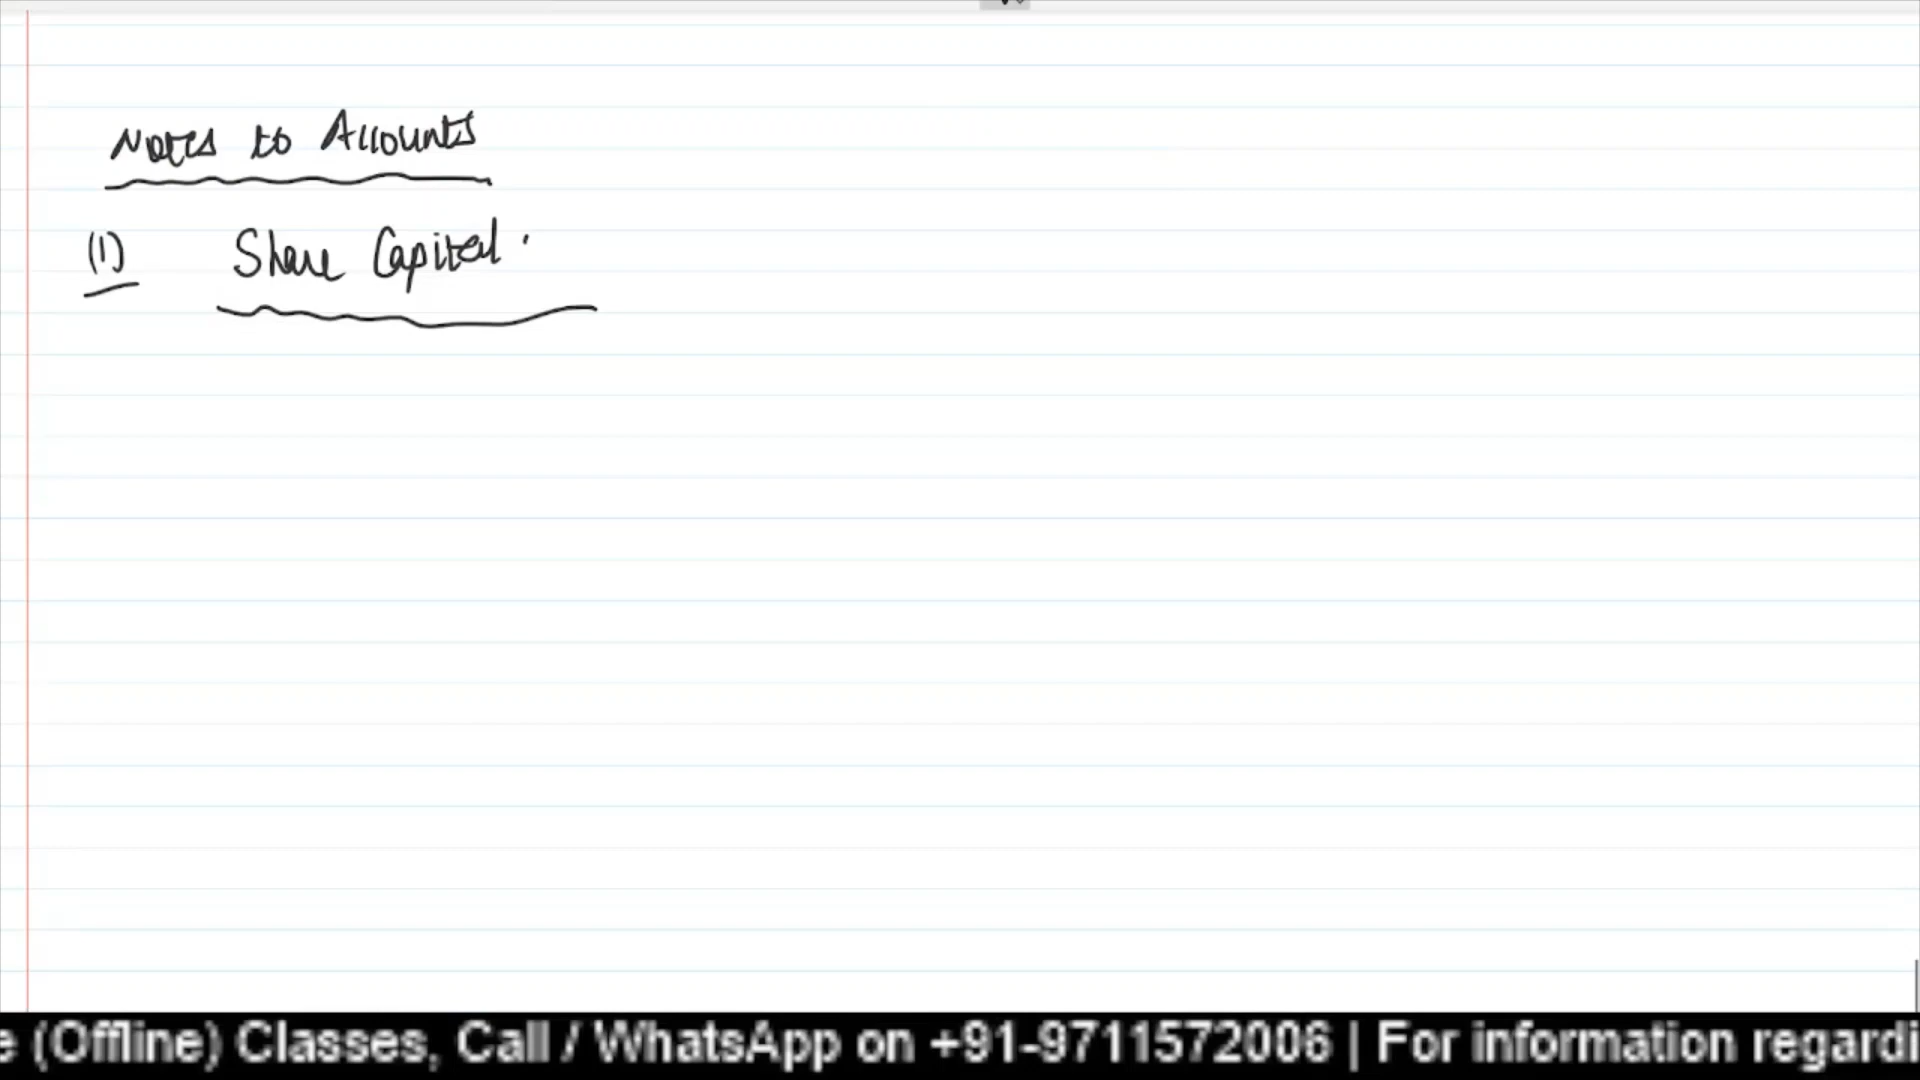 Notes to Accounts
(1) Share Capital.
e (Offline) Classes, Call / WhatsApp on +91-9711572006 | For information regardi